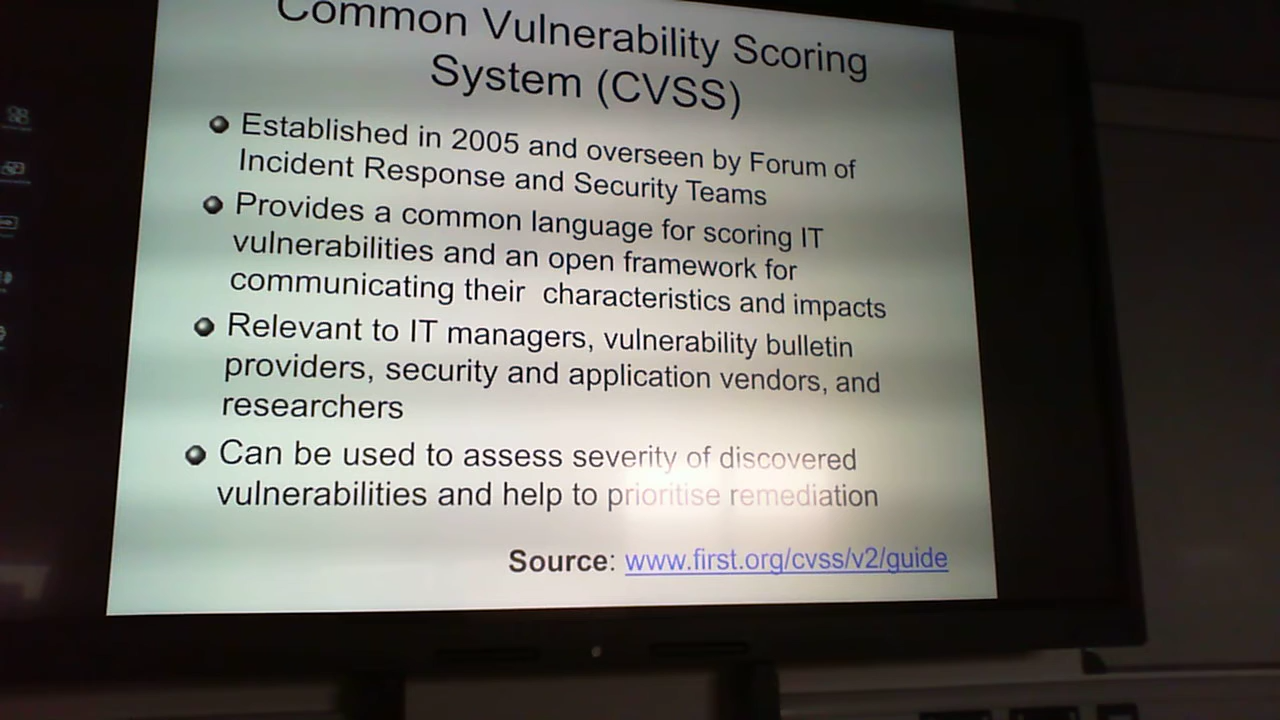 Common Vulnerability Scoring
System (CVSS)
Established in 2005 and overseen by Forum of
Incident Response and Security Teams
Provides a common language for scoring IT
vulnerabilities and an open framework for
communicating their characteristics and impacts
Relevant to IT managers, vulnerability bulletin
providers, security and application vendors, and
researchers
Can be used to assess severity of discovered
vulnerabilities and help to prioritise remediation
Source: www.first.org/cvss/v2/guide